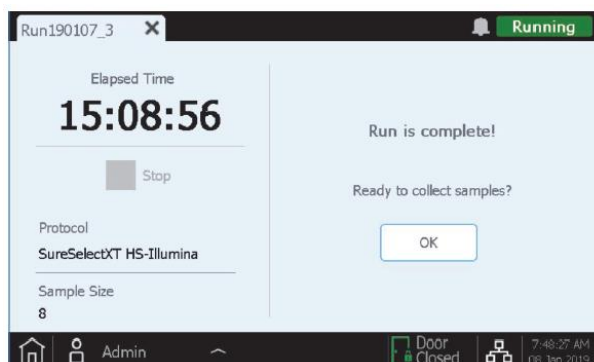 Run190107_3
Running
Elapsed Time
15:08:56
Stop
Protocol
SureSelectXT HS-Illumina
Sample Size
8
Run is complete!
Ready to collect samples?
OK
Admin
Door
Closed
7:48:27 AM
08 Jan 2019